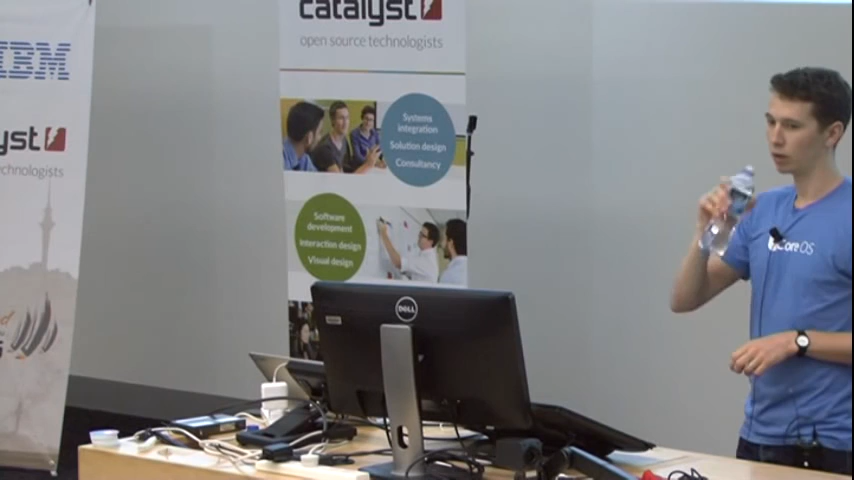 IBM
yst
chnologists
catalyst
open source technologists
Systems
integration
Solution design
Consultancy
Software
development
Interaction design
Visual design
DELL
CoreOS